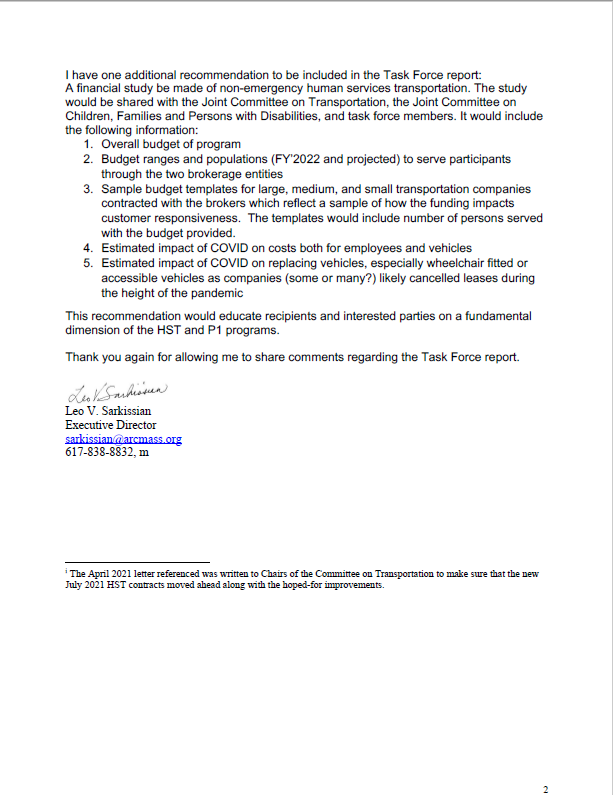 I have one additional recommendation to be included in the Task Force report:
A financial study be made of non-emergency human services transportation. The study
would be shared with the Joint Committee on Transportation, the Joint Committee on
Children, Families and Persons with Disabilities, and task force members. It would include
the following information:
1. Overall budget of program
2. Budget ranges and populations (FY'2022 and projected) to serve participants
through the two brokerage entities
3. Sample budget templates for large, medium, and small transportation companies
contracted with the brokers which reflect a sample of how the funding impacts
customer responsiveness.  The templates would include number of persons served
with the budget provided.
4. Estimated impact of COVID on costs both for employees and vehicles
5. Estimated impact of COVID on replacing vehicles, especially wheelchair fitted or
accessible vehicles as companies (some or many?) likely cancelled leases during
the height of the pandemic
This recommendation would educate recipients and interested parties on a fundamental
dimension of the HST and P1 programs.
Thank you again for allowing me to share comments regarding the Task Force report.
Leo V. Sarkissian
Leo V. Sarkissian
Executive Director
sarkissian@arcmass.org
617-838-8832, m
i The April 2021 letter referenced was written to Chairs of the Committee on Transportation to make sure that the new
July 2021 HST contracts moved ahead along with the hoped-for improvements.
2